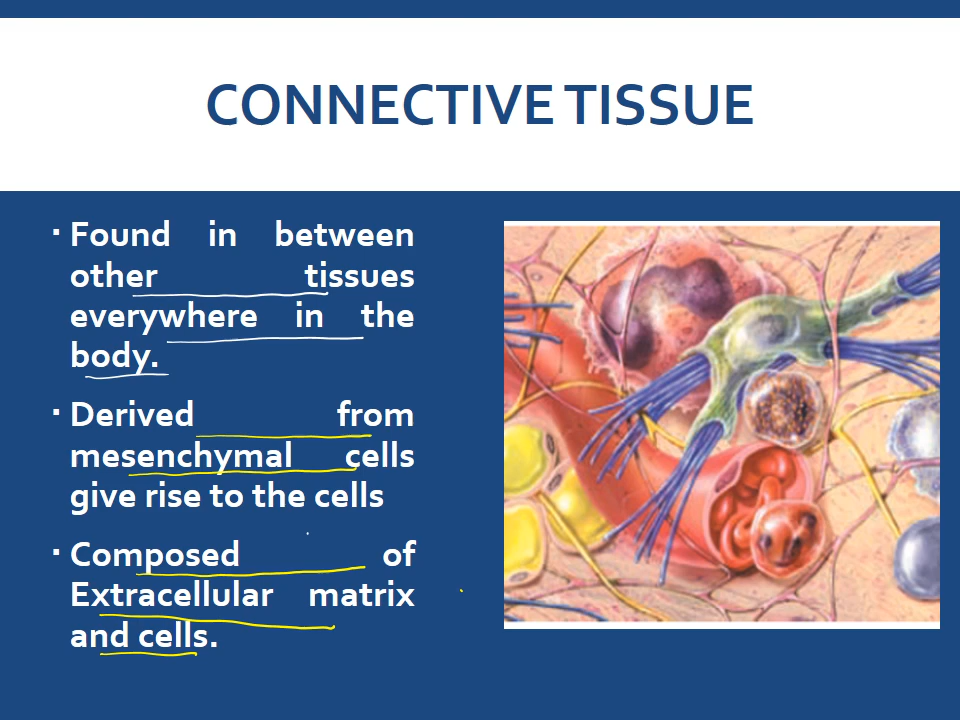 CONNECTIVE TISSUE
▪ Found in between
other tissues
everywhere in the
body.
▪ Derived from
mesenchymal cells
give rise to the cells
▪ Composed of
Extracellular matrix
and cells.